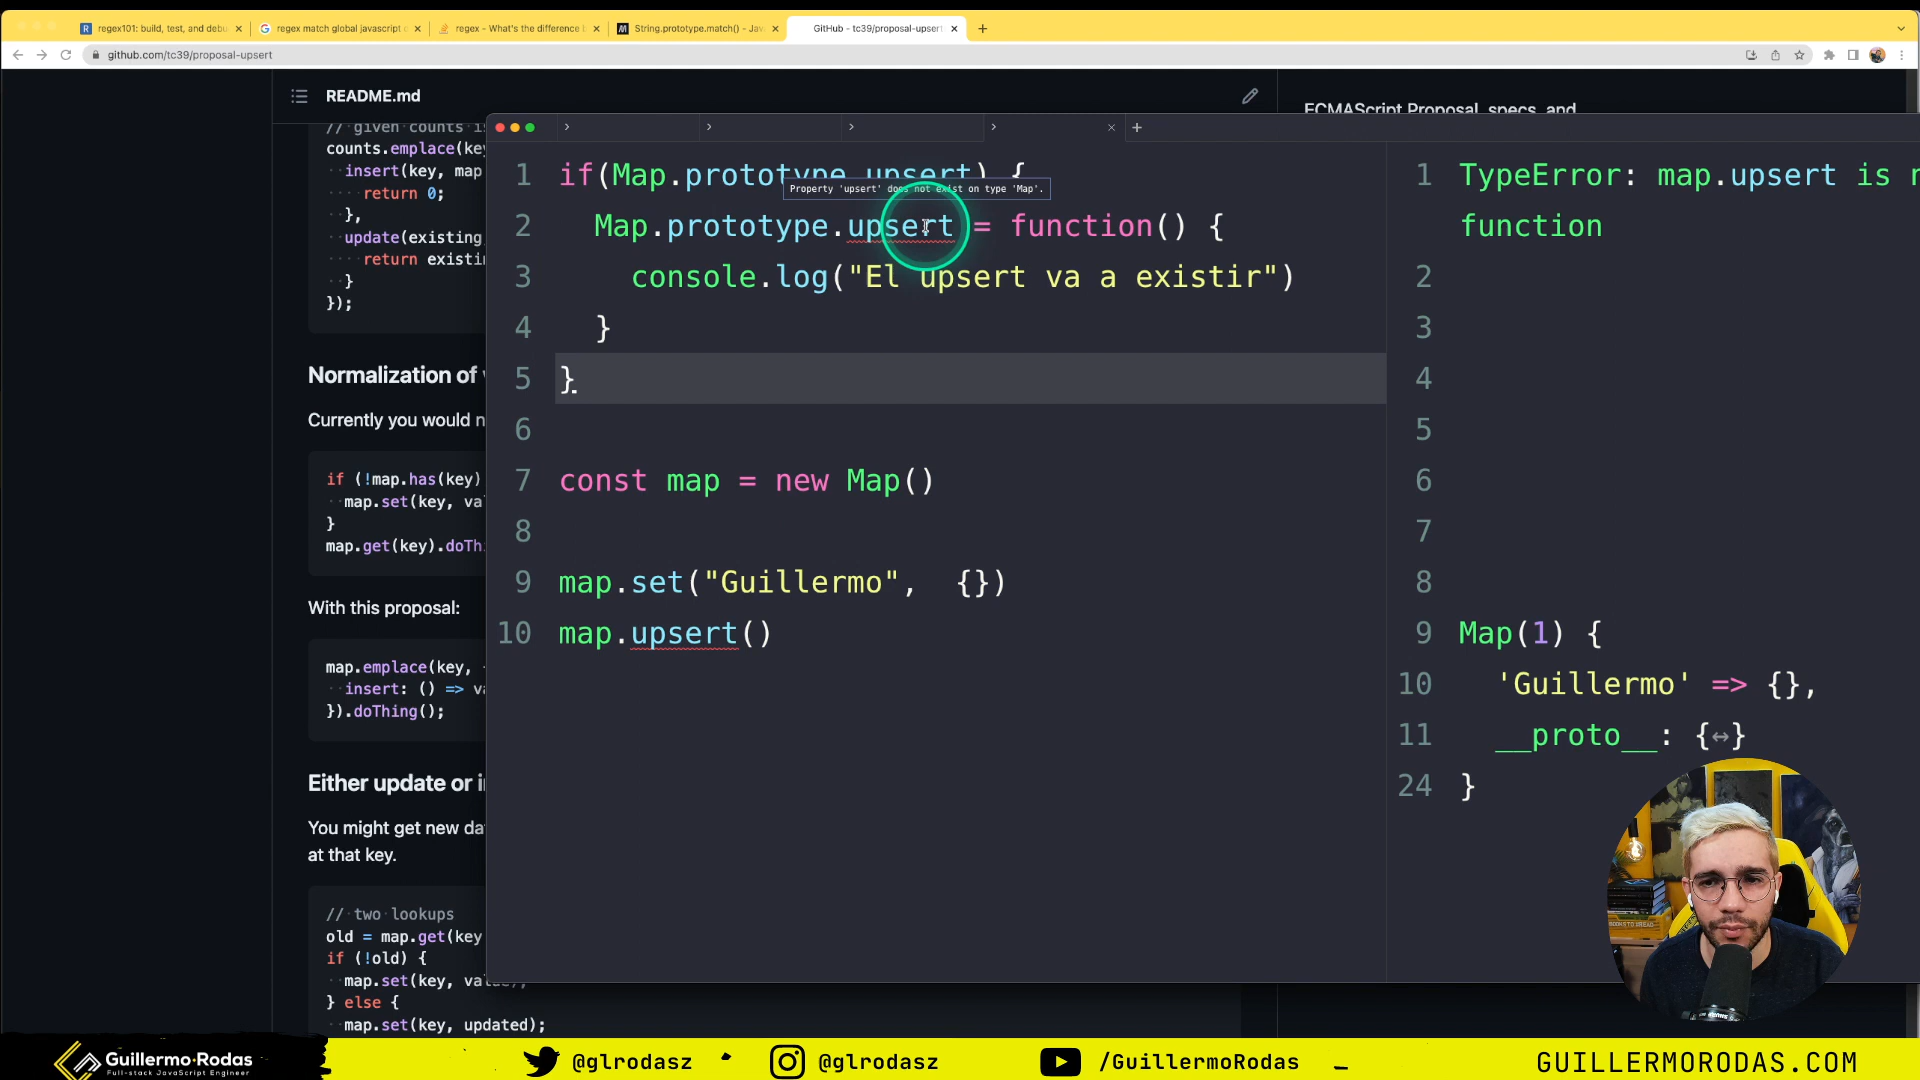 regex101: build, test, and debu
regex match global javascript
regex - What's the difference
String.prototype.match() - Jav
GitHub - tc39/proposal-upsert
github.com/tc39/proposal-upsert
README.md
ECMAScript Proposal, specs, and
// given counts is
counts.emplace(key
insert(key, map
return 0;
},
update(existing
return existin
}
});
Normalization of
Currently you would n
if (!map.has(key)
map.set(key, val
}
map.get(key).doTh
With this proposal:
map.emplace(key,
insert: () => va
}).doThing();
Either update or i
You might get new da
at that key.
// two lookups
old = map.get(key
if (!old) {
map.set(key, value);
} else {
map.set(key, updated);
1 if(Map.prototype.upsert) {
Property 'upsert' does not exist on type 'Map'.
2 Map.prototype.upsert = function() {
3 console.log("El upsert va a existir")
4 }
5 }
6
7 const map = new Map()
8
9 map.set("Guillermo", {})
10 map.upsert()
1 TypeError: map.upsert is n
function
2
3
4
5
6
7
8
9 Map(1) {
10 'Guillermo' => {},
11 __proto__: {↔}
24 }
Guillermo Rodas
Full-stack JavaScript Engineer
@glrodasz
@glrodasz
/GuillermoRodas
GUILLERMORODAS.COM